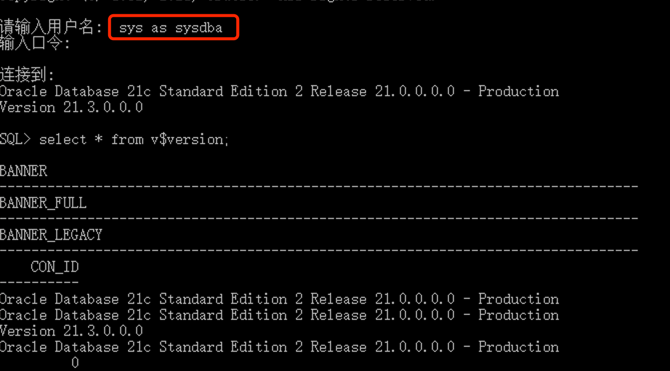 请输入用户名: sys as sysdba
输入口令:
连接到:
Oracle Database 21c Standard Edition 2 Release 21.0.0.0.0 - Production
Version 21.3.0.0.0
SQL> select * from v$version;
BANNER
--------------------------------------------------------------------------------
BANNER_FULL
--------------------------------------------------------------------------------
BANNER_LEGACY
--------------------------------------------------------------------------------
    CON_ID
----------
Oracle Database 21c Standard Edition 2 Release 21.0.0.0.0 - Production
Oracle Database 21c Standard Edition 2 Release 21.0.0.0.0 - Production
Version 21.3.0.0.0
Oracle Database 21c Standard Edition 2 Release 21.0.0.0.0 - Production
         0